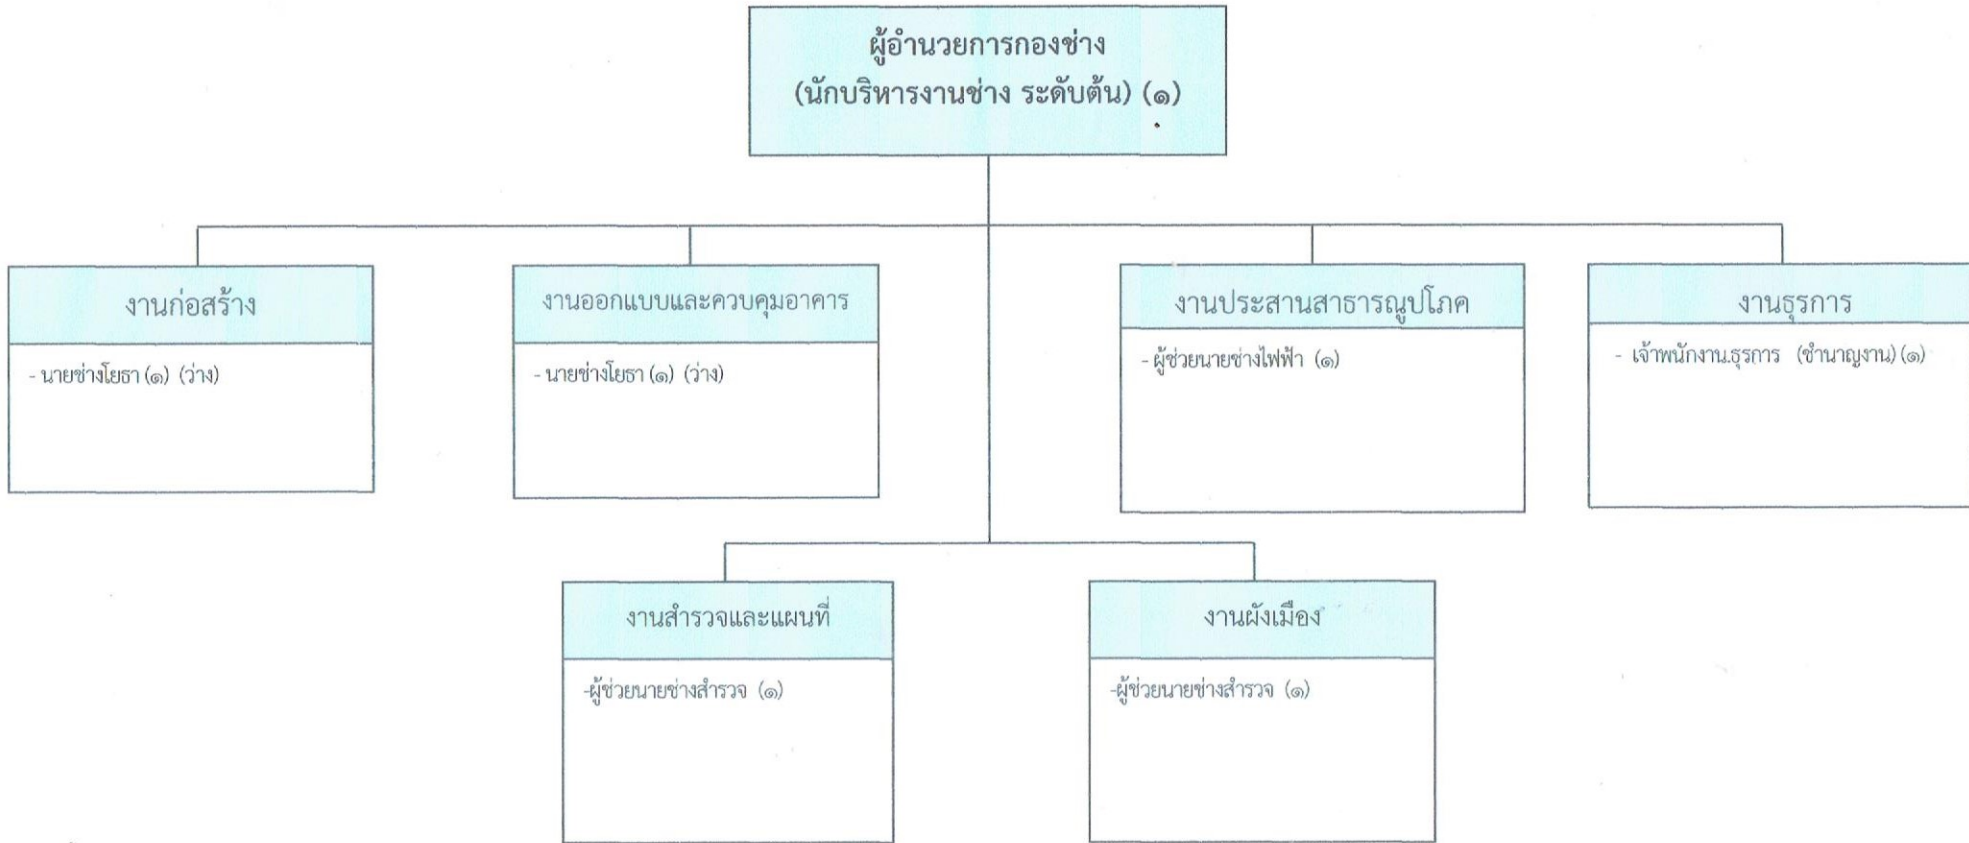 ผู้อำนวยการกองช่าง
(นักบริหารงานช่าง ระดับต้น) (๑)
งานก่อสร้าง
- นายช่างโยธา (๑) (ว่าง)
งานออกแบบและควบคุมอาคาร
- นายช่างโยธา (๑) (ว่าง)
งานประสานสาธารณูปโภค
- ผู้ช่วยนายช่างไฟฟ้า (๑)
งานธุรการ
- เจ้าพนักงาน.ธุรการ (ชำนาญงาน) (๑)
งานสำรวจและแผนที่
-ผู้ช่วยนายช่างสำรวจ (๑)
งานผังเมือง
-ผู้ช่วยนายช่างสำรวจ (๑)